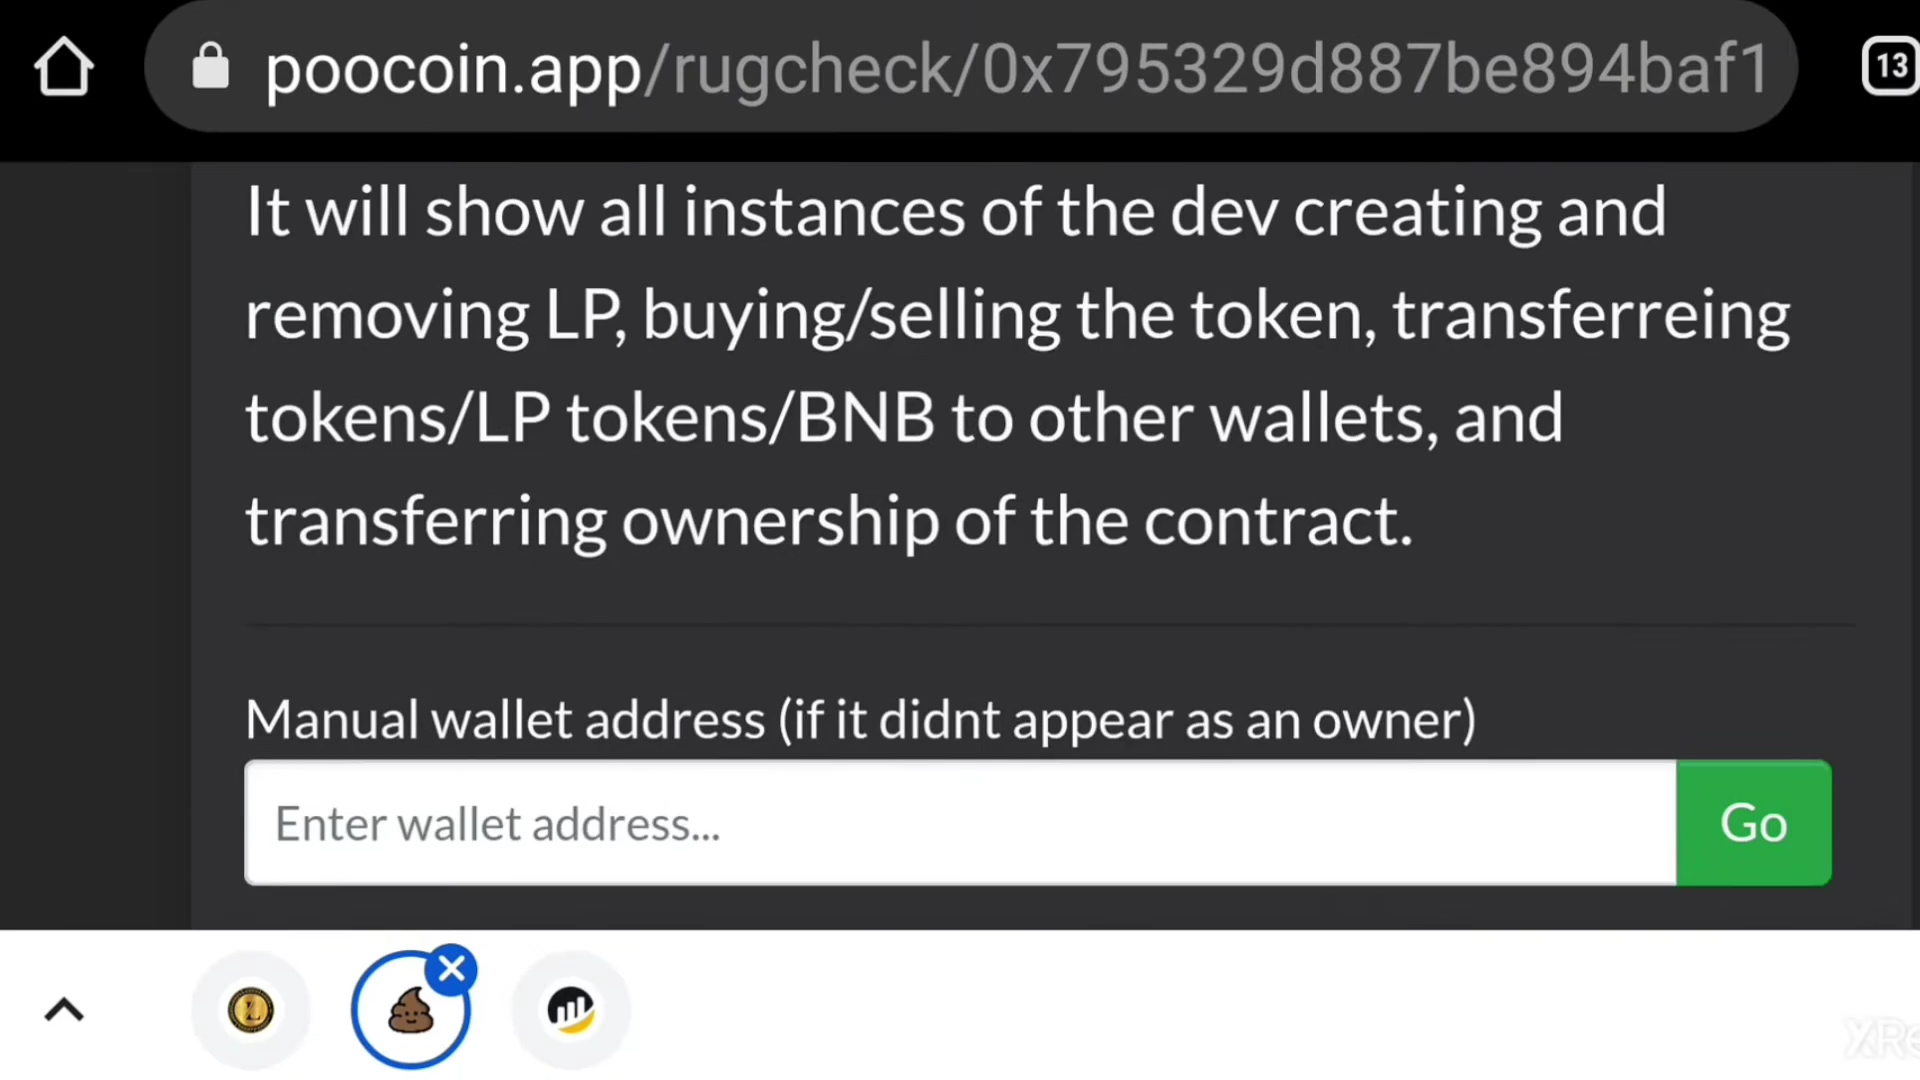 poocoin.app/rugcheck/0x795329d887be894baf1
13
It will show all instances of the dev creating and
removing LP, buying/selling the token, transferreing
tokens/LP tokens/BNB to other wallets, and
transferring ownership of the contract.
Manual wallet address (if it didnt appear as an owner)
Enter wallet address...
Go